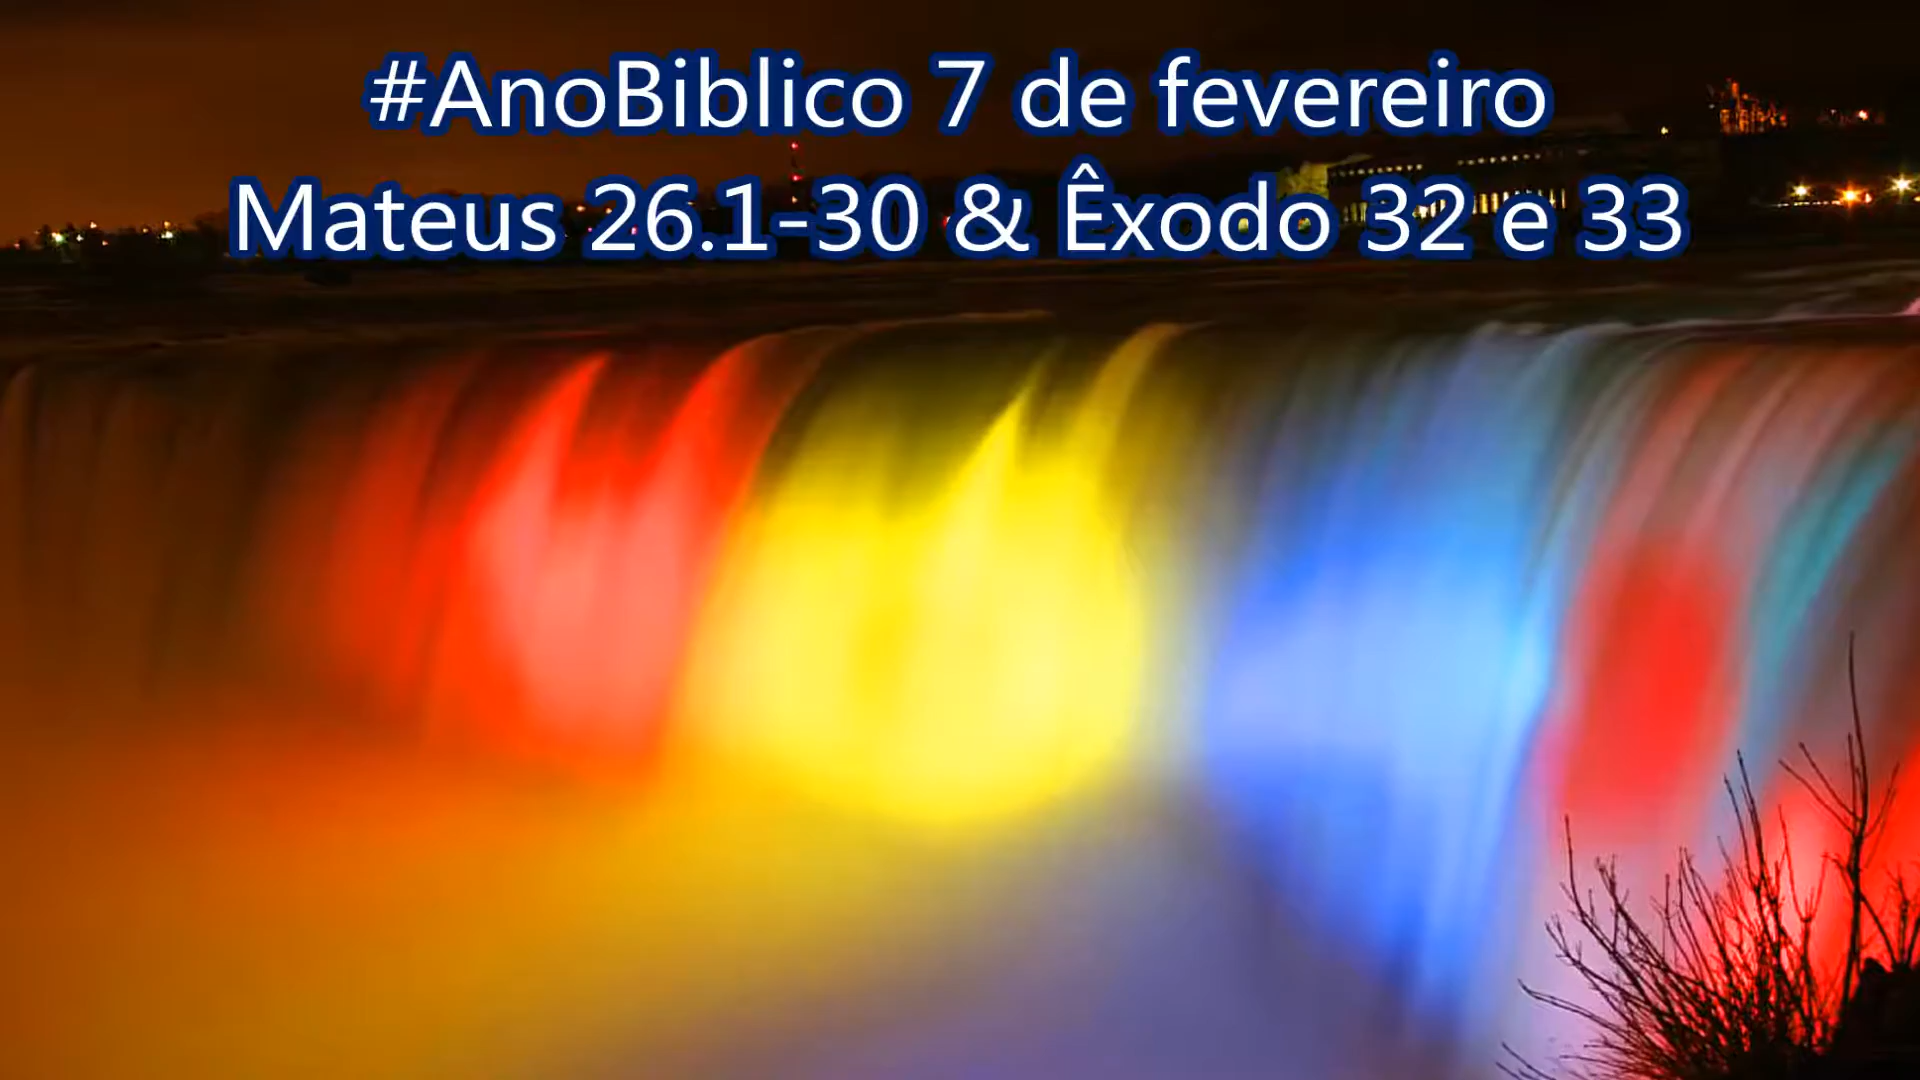 #AnoBiblico 7 de fevereiro
Mateus 26.1-30 & Êxodo 32 e 33